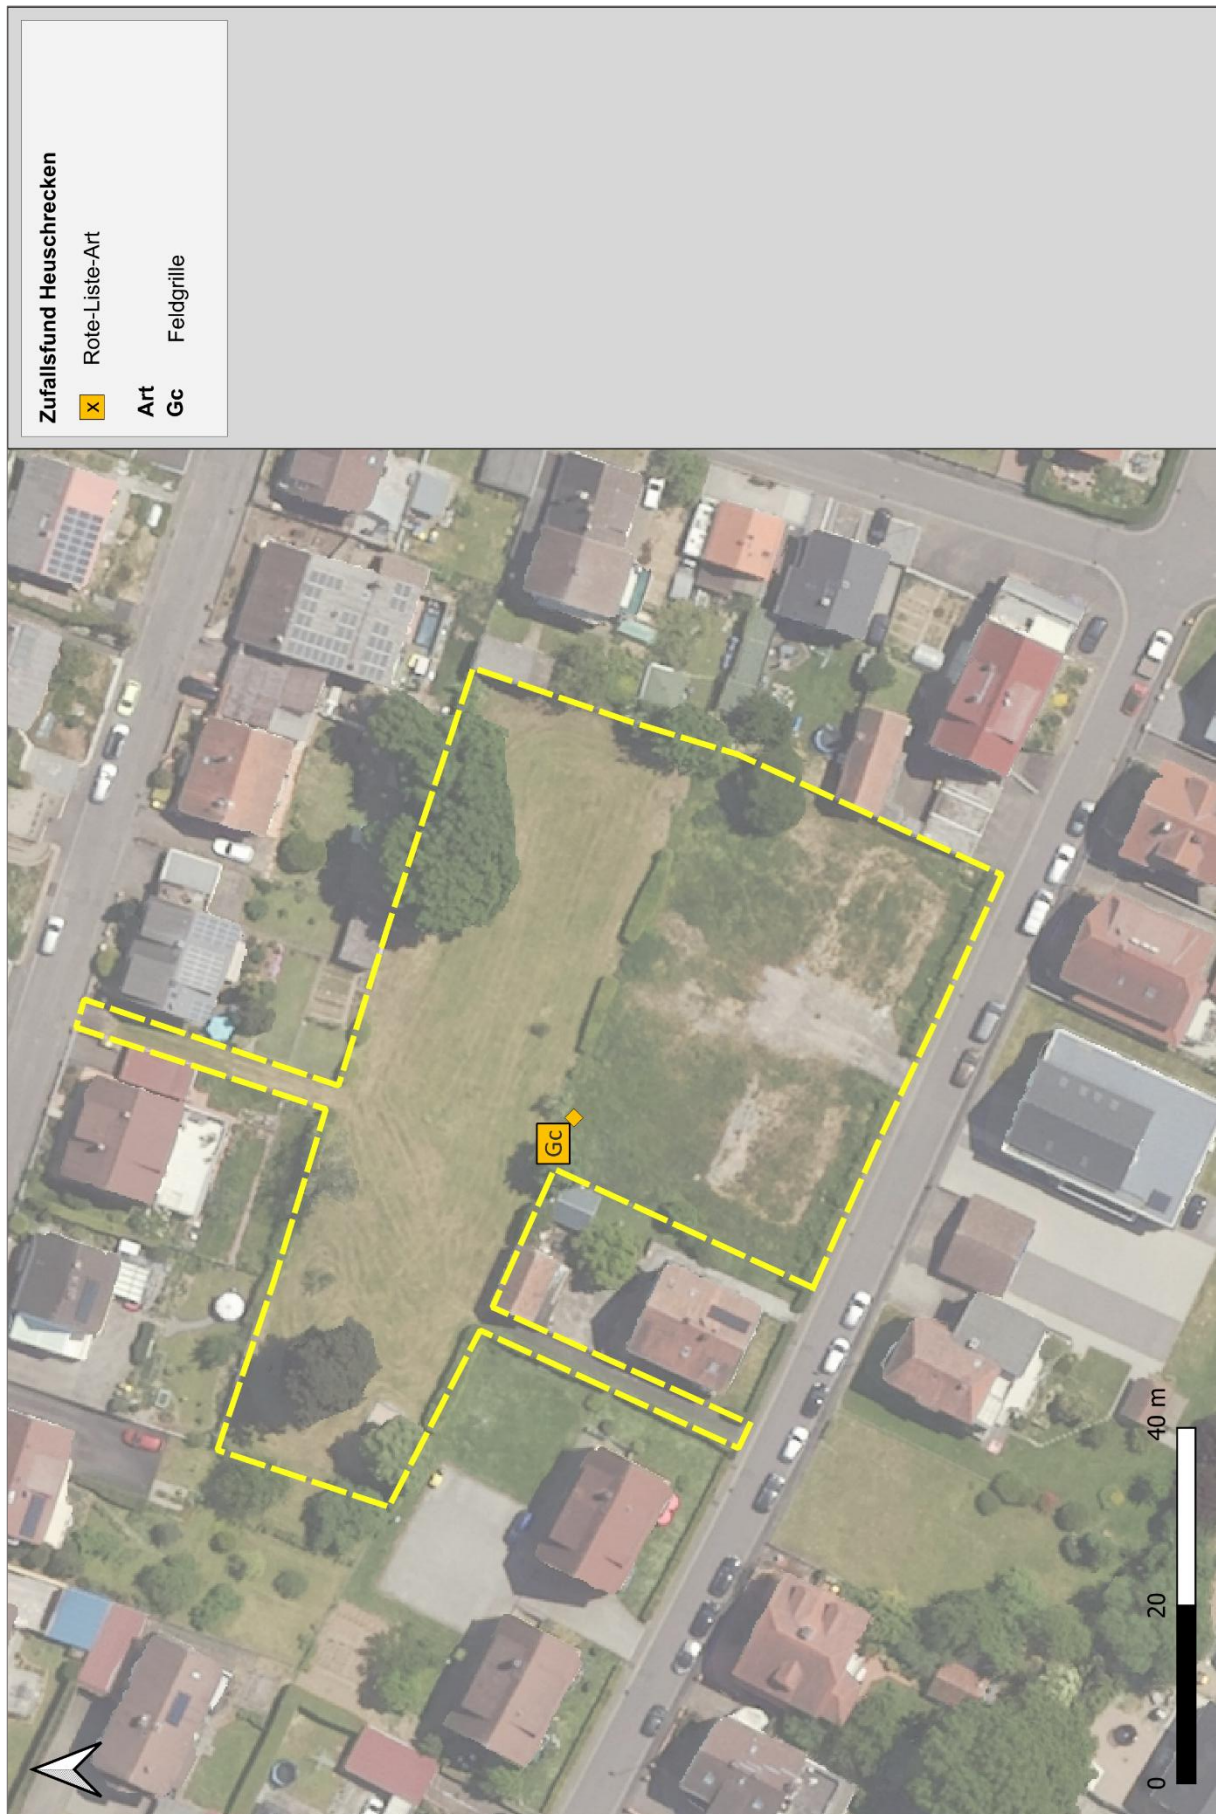 Zufallsfund Heuschrecken
x Rote-Liste-Art
Art
Gc Feldgrille
Gc
0 20 40 m